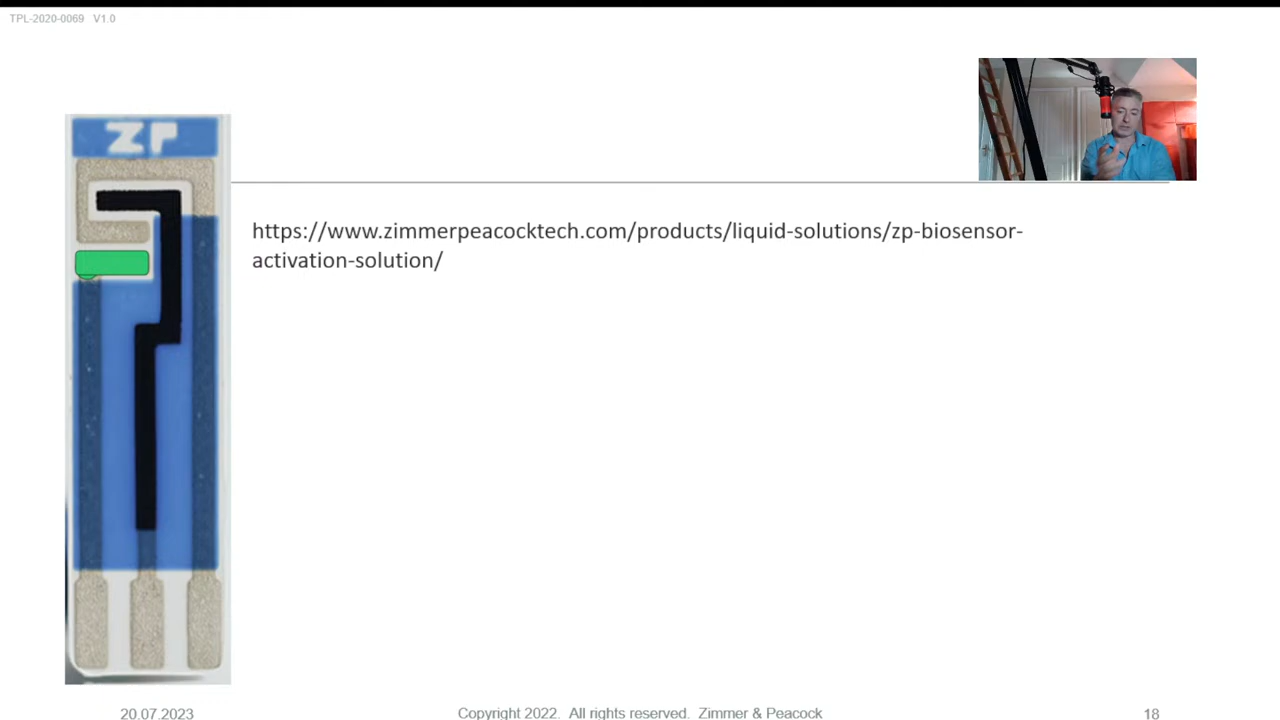 TPL-2020-0069 V1.0
ZP
https://www.zimmerpeacocktech.com/products/liquid-solutions/zp-biosensor-
activation-solution/
20.07.2023
Copyright 2022. All rights reserved. Zimmer & Peacock
18